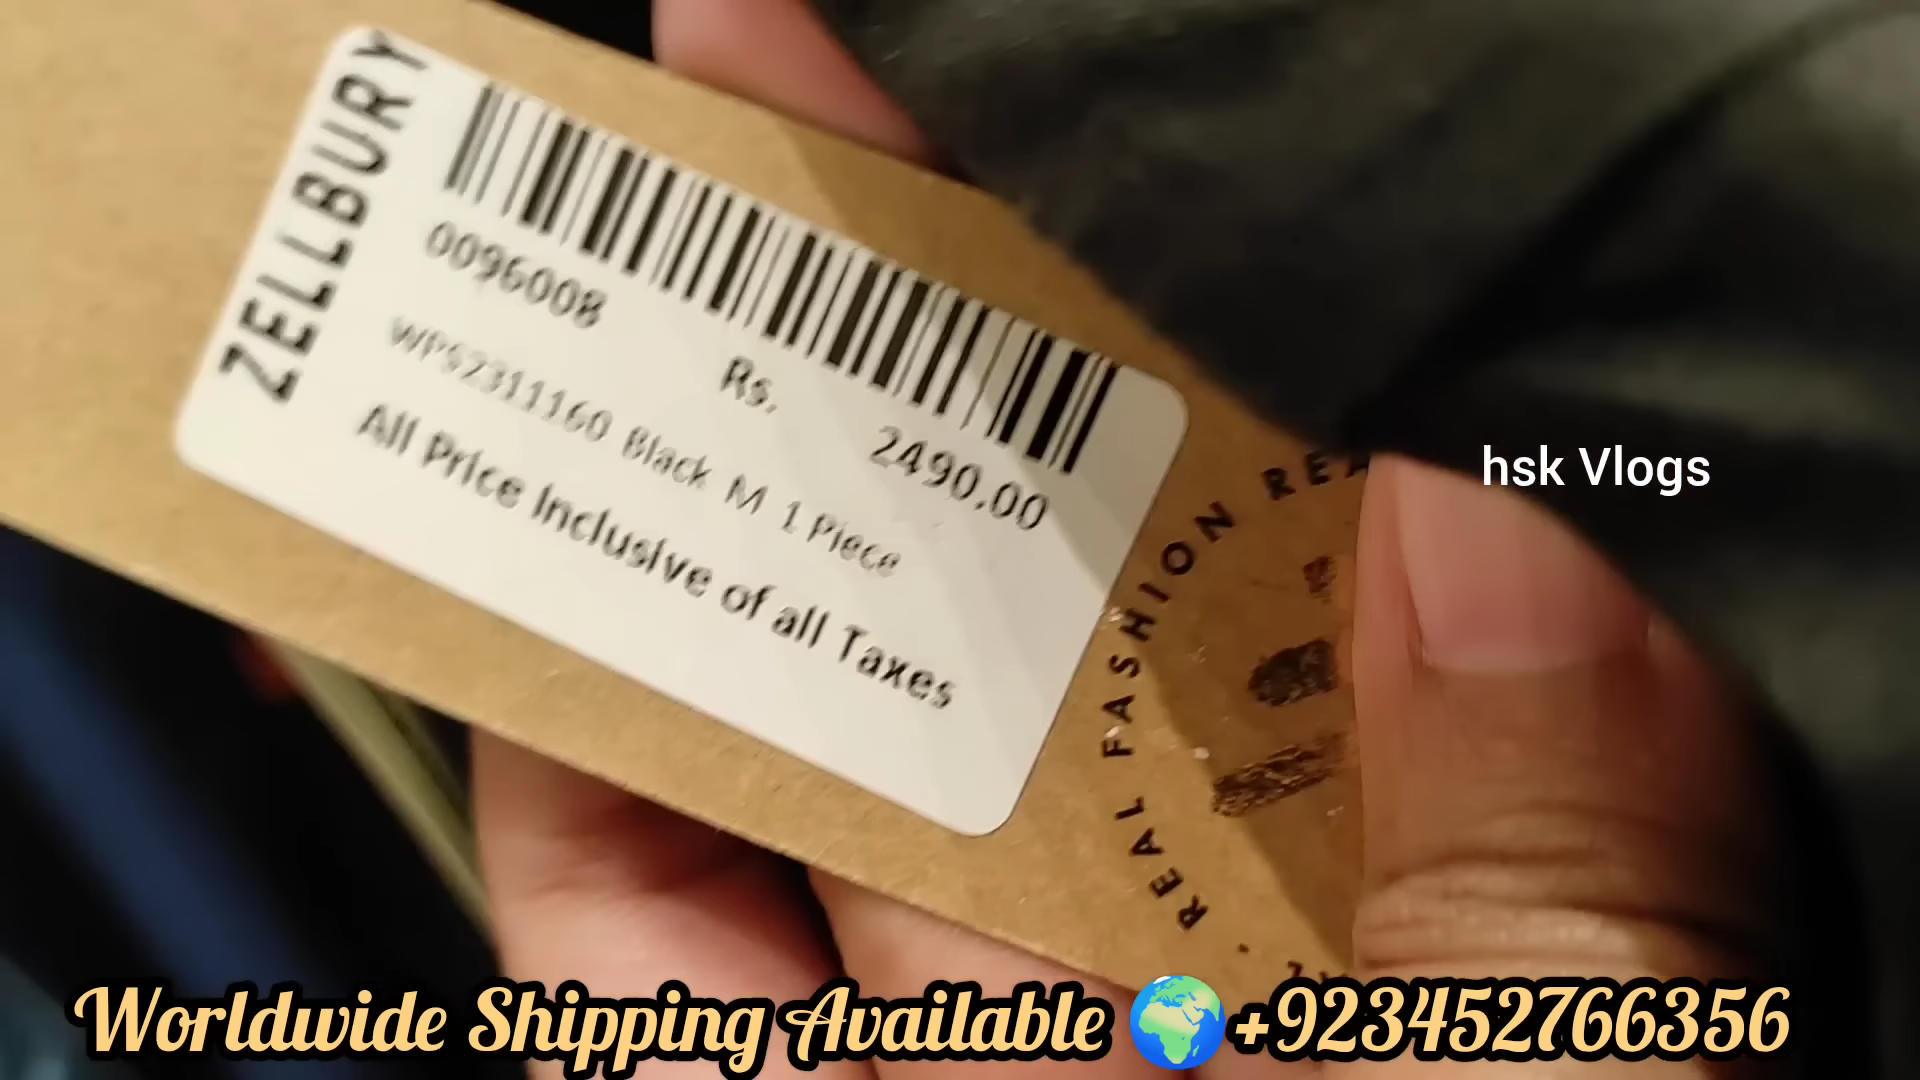 ZELLBURY
0096008
Rs. 2490.00
WPS2311160 Black M 1 Piece
All Price Inclusive of all Taxes
REAL FASHION
hsk Vlogs
Worldwide Shipping Available 🌍+923452766356